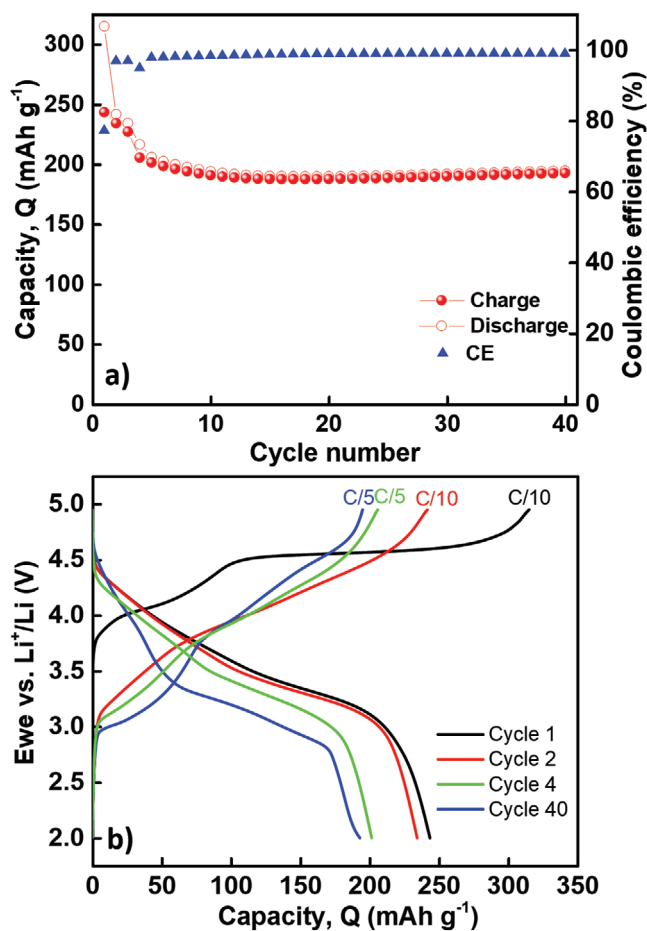 300
250
200
150
100
50
0
Capacity, Q (mAh g⁻¹)
100
80
60
40
20
0
Coulombic efficiency (%)
Charge
Discharge
CE
a)
0 10 20 30 40
Cycle number
C/5 C/5 C/10 C/10
5.0
4.5
4.0
3.5
3.0
2.5
2.0
Ewe vs. Li⁺/Li (V)
Cycle 1
Cycle 2
Cycle 4
Cycle 40
b)
0 50 100 150 200 250 300 350
Capacity, Q (mAh g⁻¹)